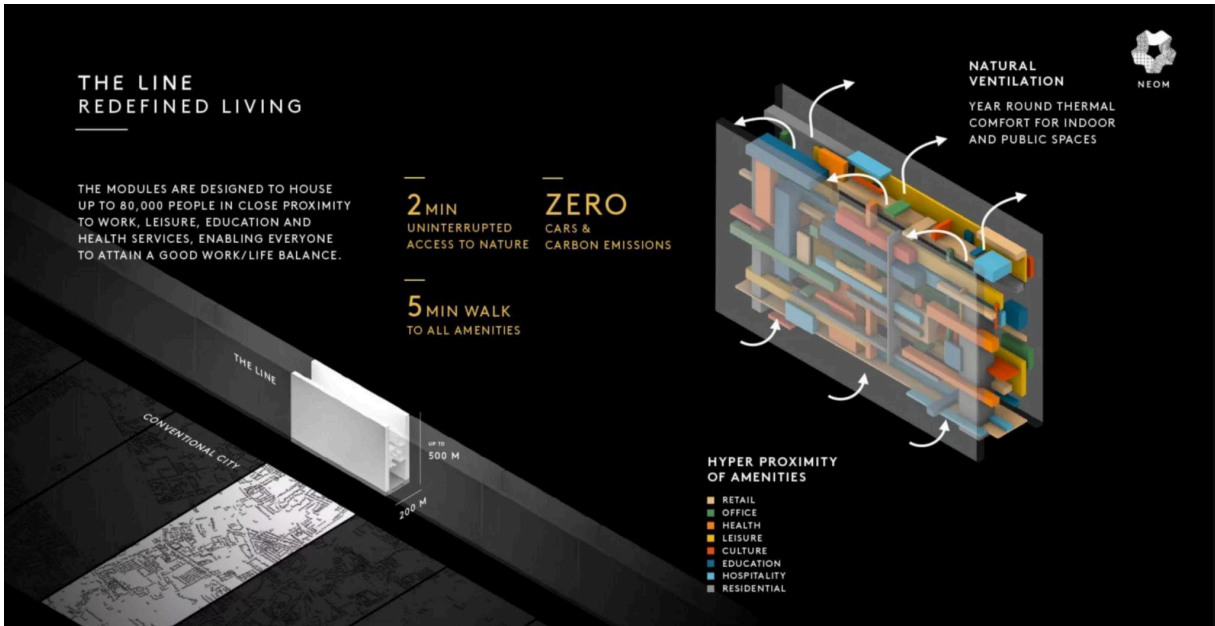 THE LINE
REDEFINED LIVING
THE MODULES ARE DESIGNED TO HOUSE
UP TO 80,000 PEOPLE IN CLOSE PROXIMITY
TO WORK, LEISURE, EDUCATION AND
HEALTH SERVICES, ENABLING EVERYONE
TO ATTAIN A GOOD WORK/LIFE BALANCE.
2 MIN
UNINTERRUPTED
ACCESS TO NATURE
ZERO
CARS &
CARBON EMISSIONS
5 MIN WALK
TO ALL AMENITIES
THE LINE
CONVENTIONAL CITY
UP TO
500 M
200 M
NATURAL
VENTILATION
YEAR ROUND THERMAL
COMFORT FOR INDOOR
AND PUBLIC SPACES
NEOM
HYPER PROXIMITY
OF AMENITIES
RETAIL
OFFICE
HEALTH
LEISURE
CULTURE
EDUCATION
HOSPITALITY
RESIDENTIAL